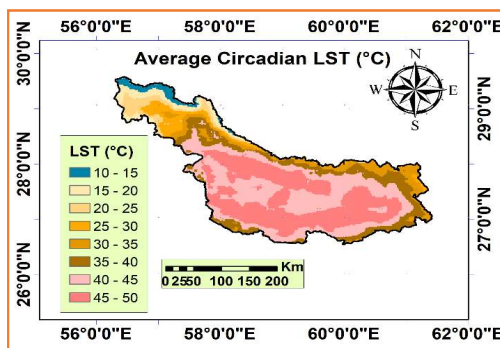 56°0'0"E 58°0'0"E 60°0'0"E 62°0'0"E
Average Circadian LST (°C)
N
W E
S
30°0'0"N
28°0'0"N
26°0'0"N
29°0'0"N
27°0'0"N
LST (°C)
10 - 15
15 - 20
20 - 25
25 - 30
30 - 35
35 - 40
40 - 45
45 - 50
Km
0 25 50 100 150 200
56°0'0"E 58°0'0"E 60°0'0"E 62°0'0"E